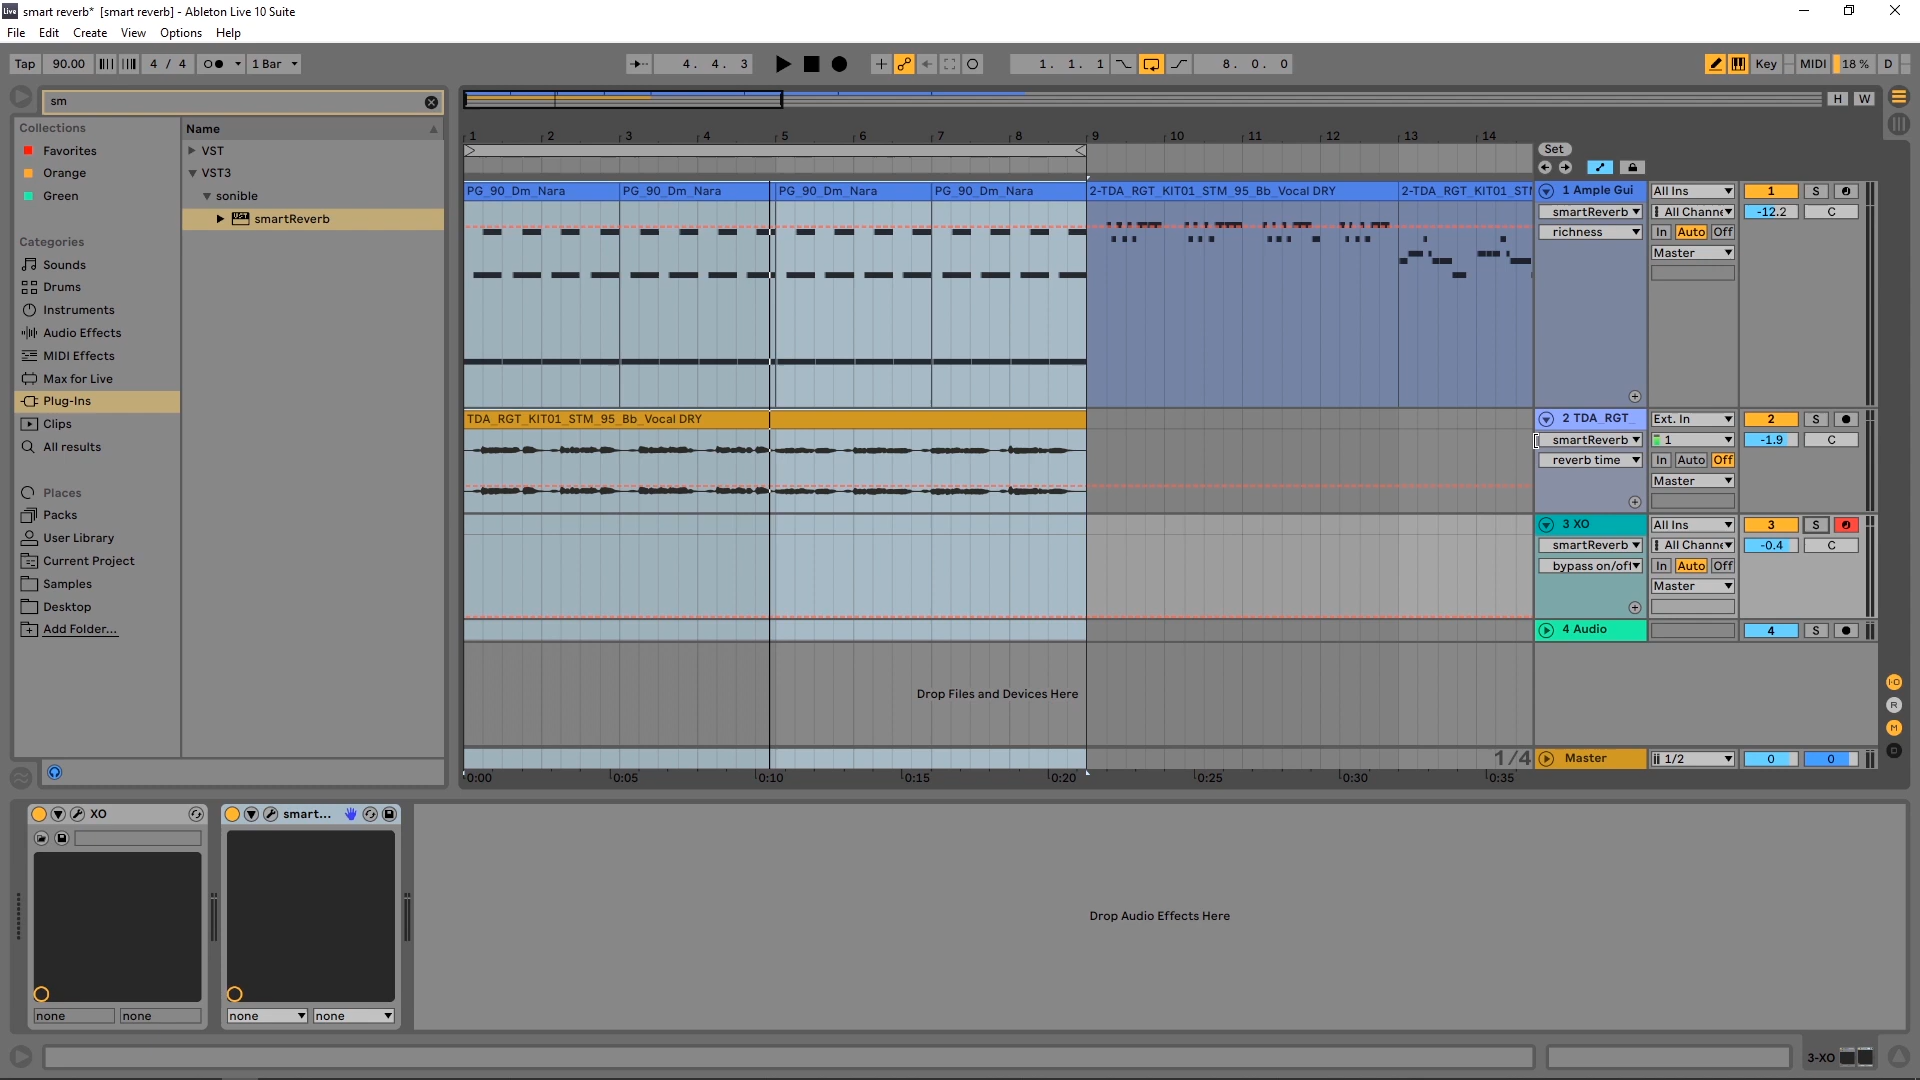 smart reverb* [smart reverb] - Ableton Live 10 Suite
File Edit Create View Options Help
Tap 90.00 4 / 4 1 Bar 4. 4. 3 1. 1. 1 8. 0. 0 Key MIDI 18 % D
sm
H W
Collections
Favorites
Orange
Green
Categories
Sounds
Drums
Instruments
Audio Effects
MIDI Effects
Max for Live
Plug-Ins
Clips
All results
Places
Packs
User Library
Current Project
Samples
Desktop
Add Folder...
Name
VST
VST3
sonible
smartReverb
1 2 3 4 5 6 7 8 9 10 11 12 13 14
Set
PG_90_Dm_Nara PG_90_Dm_Nara PG_90_Dm_Nara PG_90_Dm_Nara 2-TDA_RGT_KIT01_STM_95_Bb_Vocal DRY 2-TDA_RGT_KIT01_STM
1 Ample Gui All Ins 1 S
smartReverb All Channe -12.2 C
richness In Auto Off
Master
TDA_RGT_KIT01_STM_95_Bb_Vocal DRY
2 TDA_RGT_ Ext. In 2 S
smartReverb 1 -1.9 C
reverb time In Auto Off
Master
3 XO All Ins 3 S
smartReverb All Channe -0.4 C
bypass on/off In Auto Off
Master
4 Audio 4 S
Drop Files and Devices Here
1/4 Master 1/2 0 0
0:00 0:05 0:10 0:15 0:20 0:25 0:30 0:35
I·O
R
M
D
XO
smart...
none none
none none
Drop Audio Effects Here
3-XO